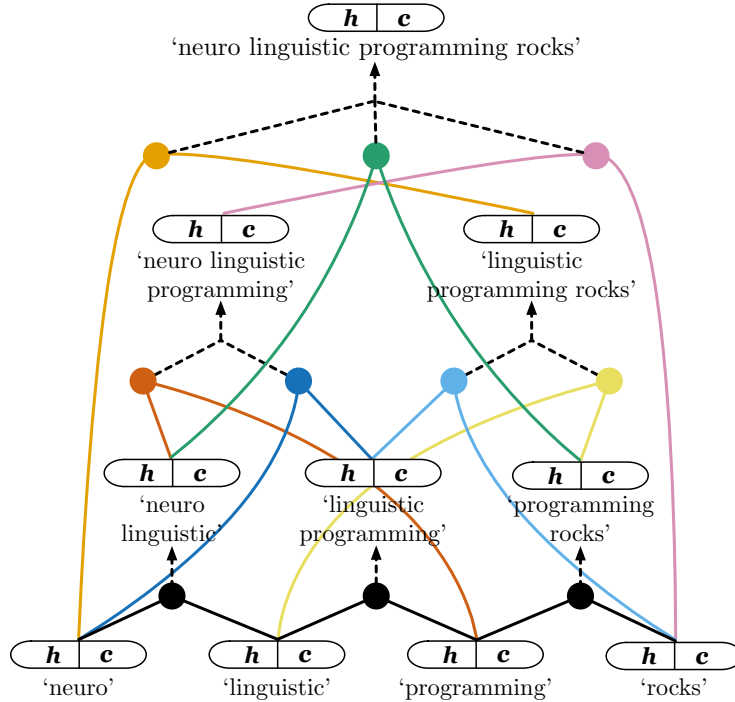 h c
‘neuro linguistic programming rocks’
h c
h c
‘neuro linguistic
programming’
‘linguistic
programming rocks’
h c
h c
h c
‘neuro
linguistic’
‘linguistic
programming’
‘programming
rocks’
h c
h c
h c
h c
‘neuro’
‘linguistic’
‘programming’
‘rocks’